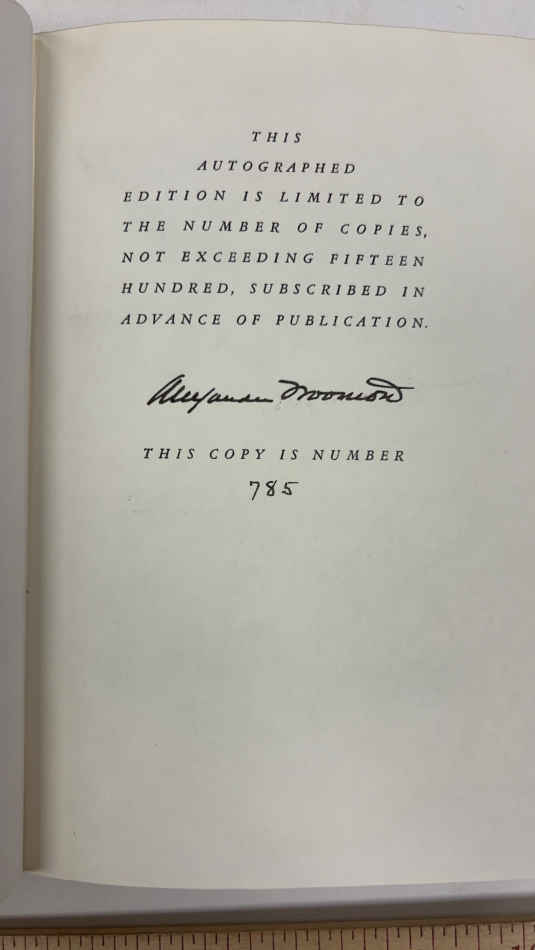 THIS
AUTOGRAPHED
EDITION IS LIMITED TO
THE NUMBER OF COPIES,
NOT EXCEEDING FIFTEEN
HUNDRED, SUBSCRIBED IN
ADVANCE OF PUBLICATION.
Alexander
THIS COPY IS NUMBER
785